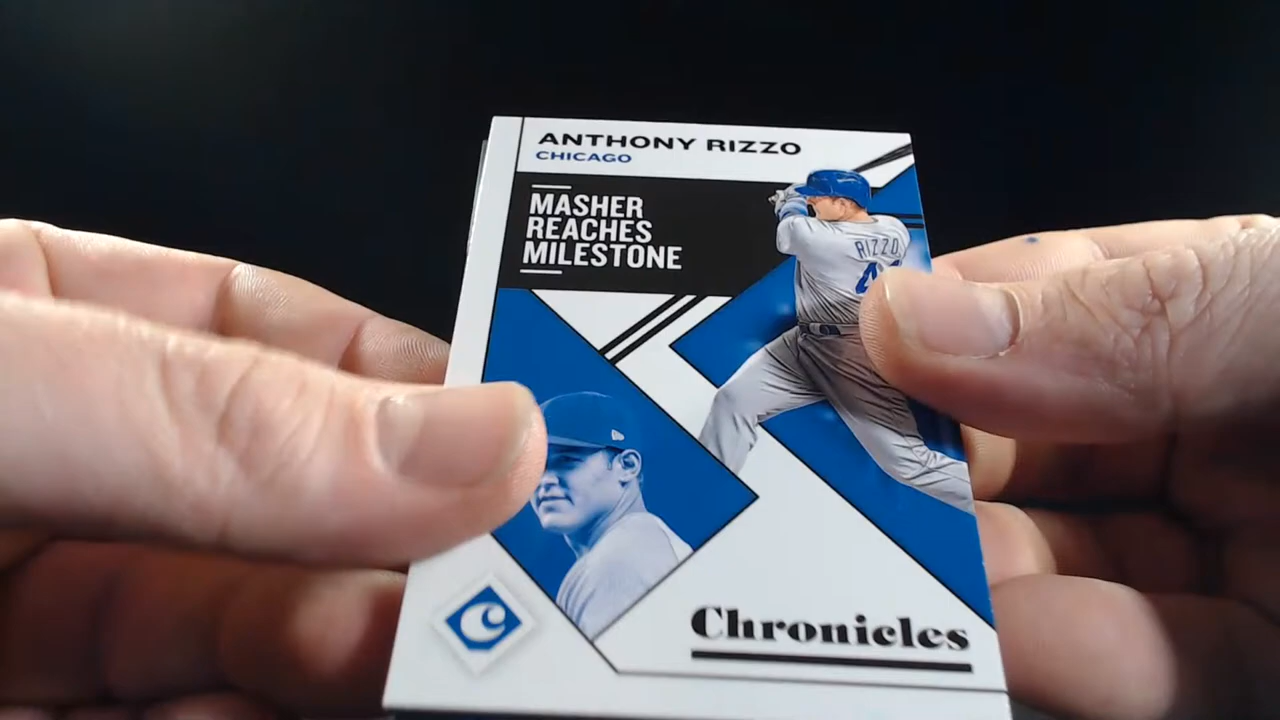 ANTHONY RIZZO
CHICAGO
MASHER
REACHES
MILESTONE
RIZZO
C
Chronicles